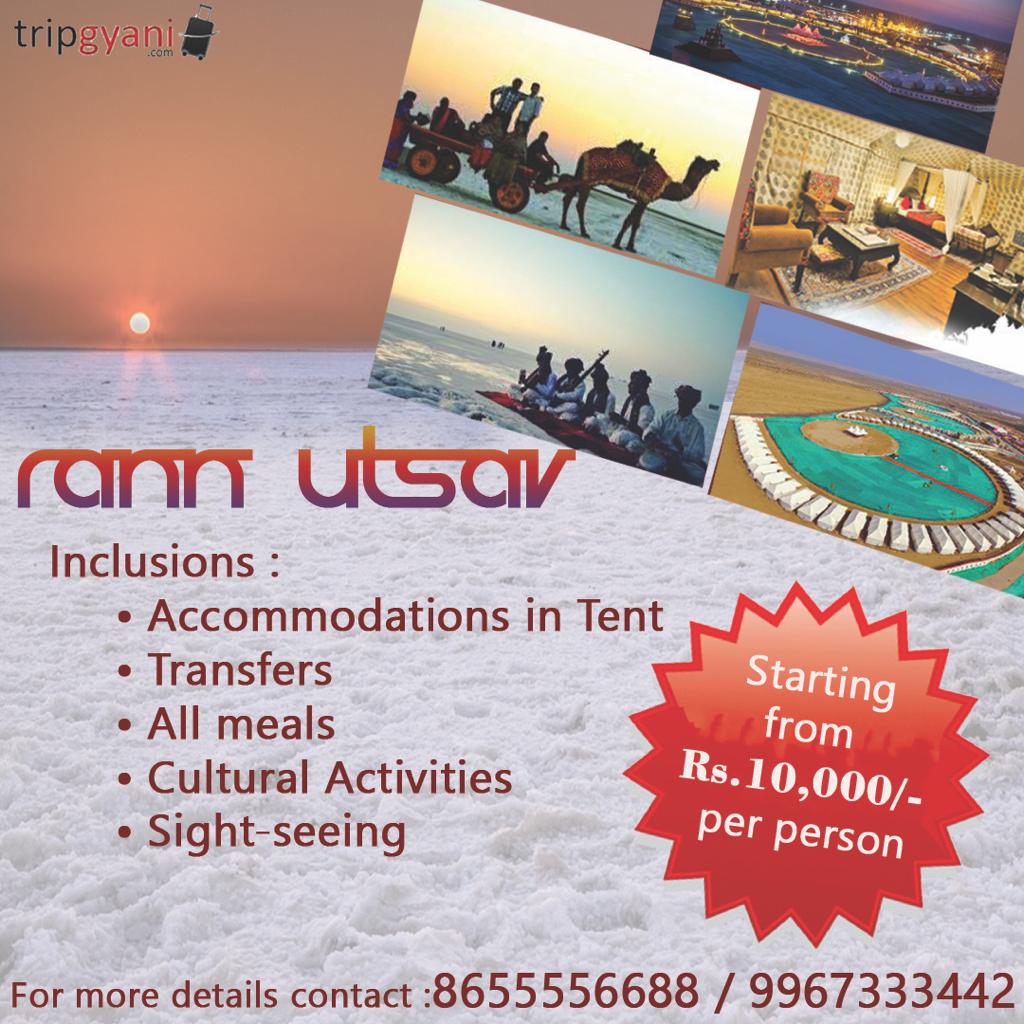 tripgyani
.com
rann utsav
Inclusions :
• Accommodations in Tent
• Transfers
• All meals
• Cultural Activities
• Sight-seeing
Starting
from
Rs.10,000/-
per person
For more details contact :8655556688 / 9967333442